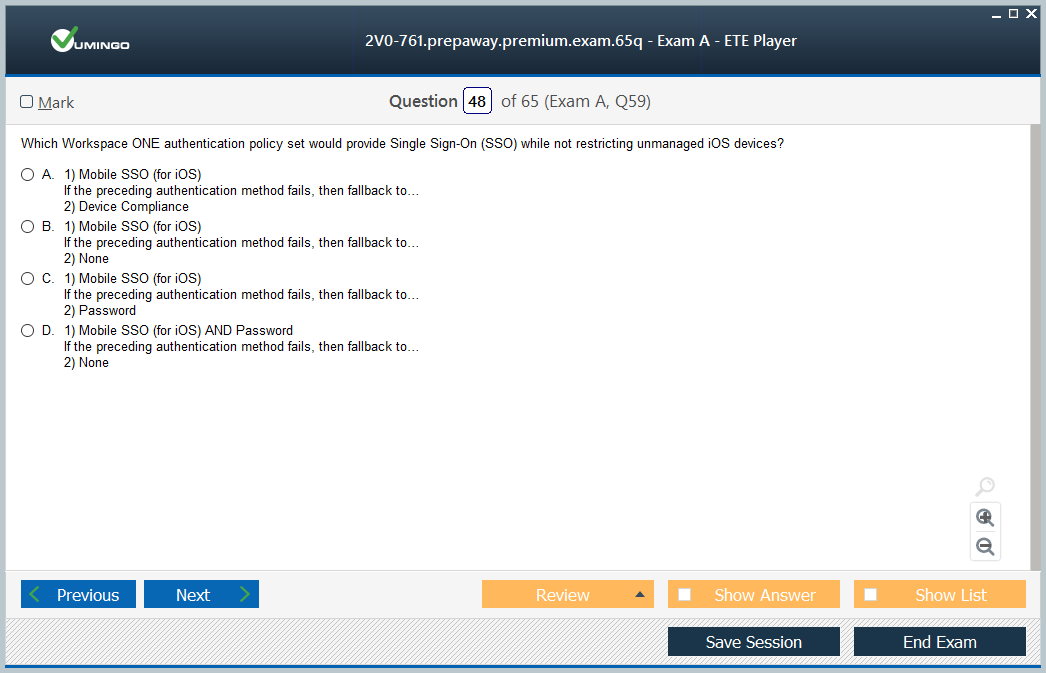 VUMINGO
2V0-761.prepaway.premium.exam.65q - Exam A - ETE Player
Mark
Question 48 of 65 (Exam A, Q59)
Which Workspace ONE authentication policy set would provide Single Sign-On (SSO) while not restricting unmanaged iOS devices?
A. 1) Mobile SSO (for iOS)
If the preceding authentication method fails, then fallback to…
2) Device Compliance
B. 1) Mobile SSO (for iOS)
If the preceding authentication method fails, then fallback to…
2) None
C. 1) Mobile SSO (for iOS)
If the preceding authentication method fails, then fallback to…
2) Password
D. 1) Mobile SSO (for iOS) AND Password
If the preceding authentication method fails, then fallback to…
2) None
Previous
Next
Review
Show Answer
Show List
Save Session
End Exam